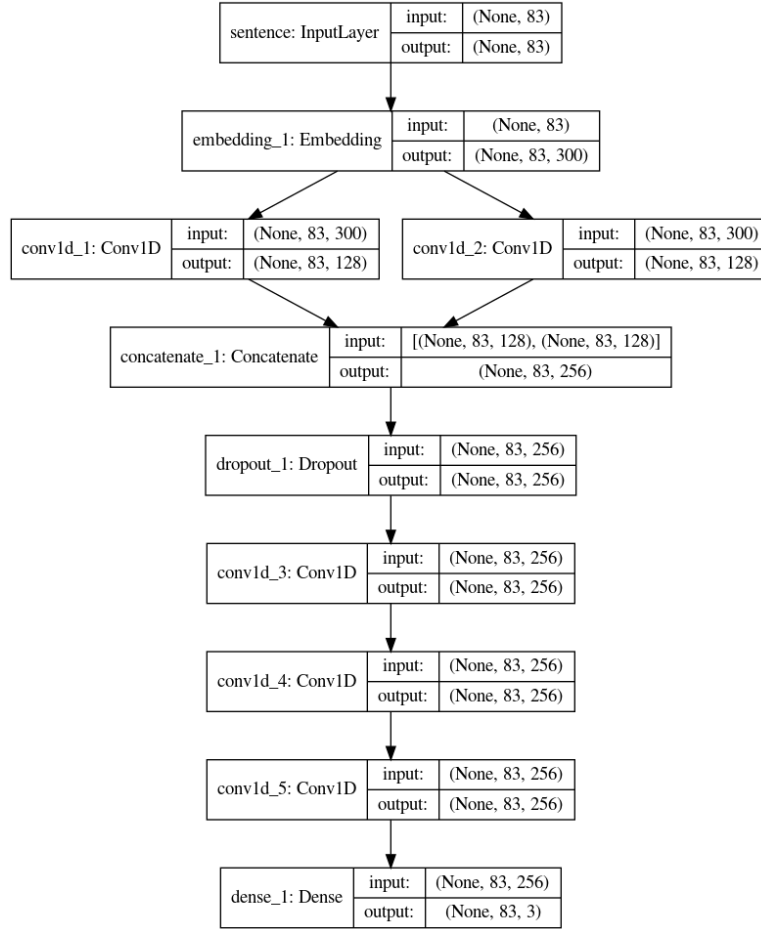 sentence: InputLayer
input: (None, 83)
output: (None, 83)
embedding_1: Embedding
input: (None, 83)
output: (None, 83, 300)
conv1d_1: Conv1D
input: (None, 83, 300)
output: (None, 83, 128)
conv1d_2: Conv1D
input: (None, 83, 300)
output: (None, 83, 128)
concatenate_1: Concatenate
input: [(None, 83, 128), (None, 83, 128)]
output: (None, 83, 256)
dropout_1: Dropout
input: (None, 83, 256)
output: (None, 83, 256)
conv1d_3: Conv1D
input: (None, 83, 256)
output: (None, 83, 256)
conv1d_4: Conv1D
input: (None, 83, 256)
output: (None, 83, 256)
conv1d_5: Conv1D
input: (None, 83, 256)
output: (None, 83, 256)
dense_1: Dense
input: (None, 83, 256)
output: (None, 83, 3)